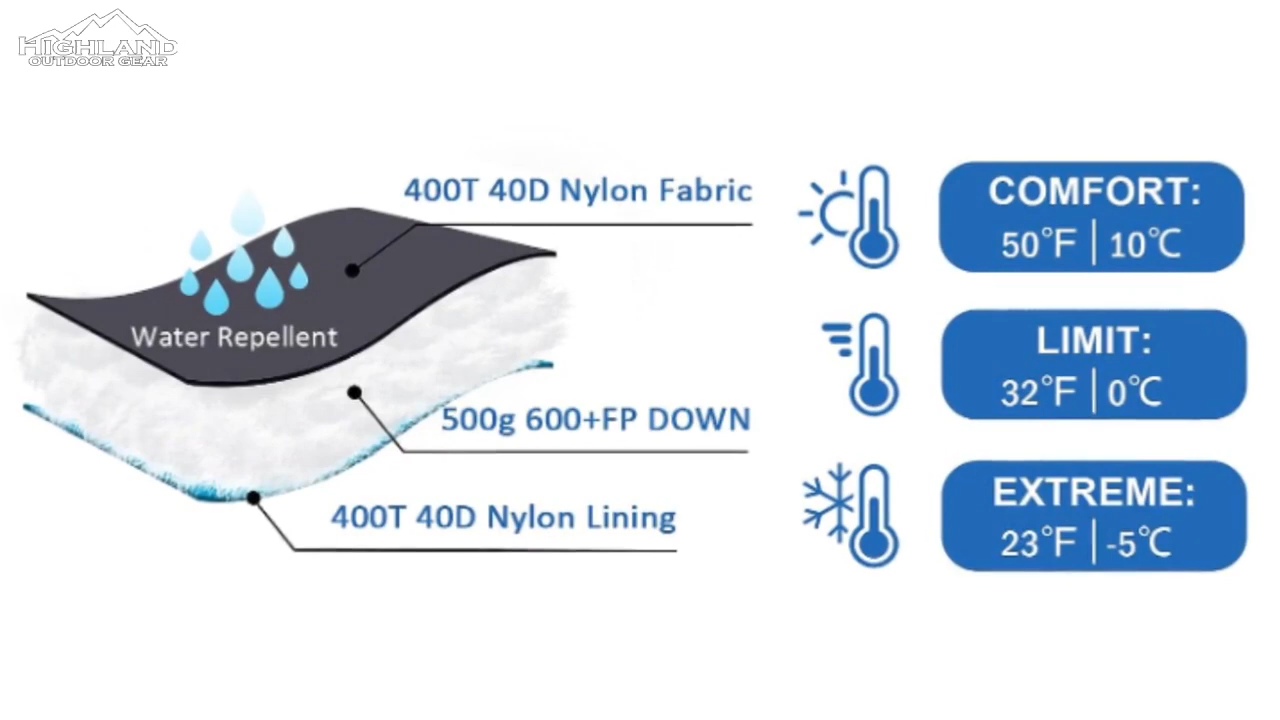 HIGHLAND
OUTDOOR GEAR
400T 40D Nylon Fabric
Water Repellent
500g 600+FP DOWN
400T 40D Nylon Lining
COMFORT:
50°F | 10℃
LIMIT:
32°F | 0℃
EXTREME:
23°F | -5℃